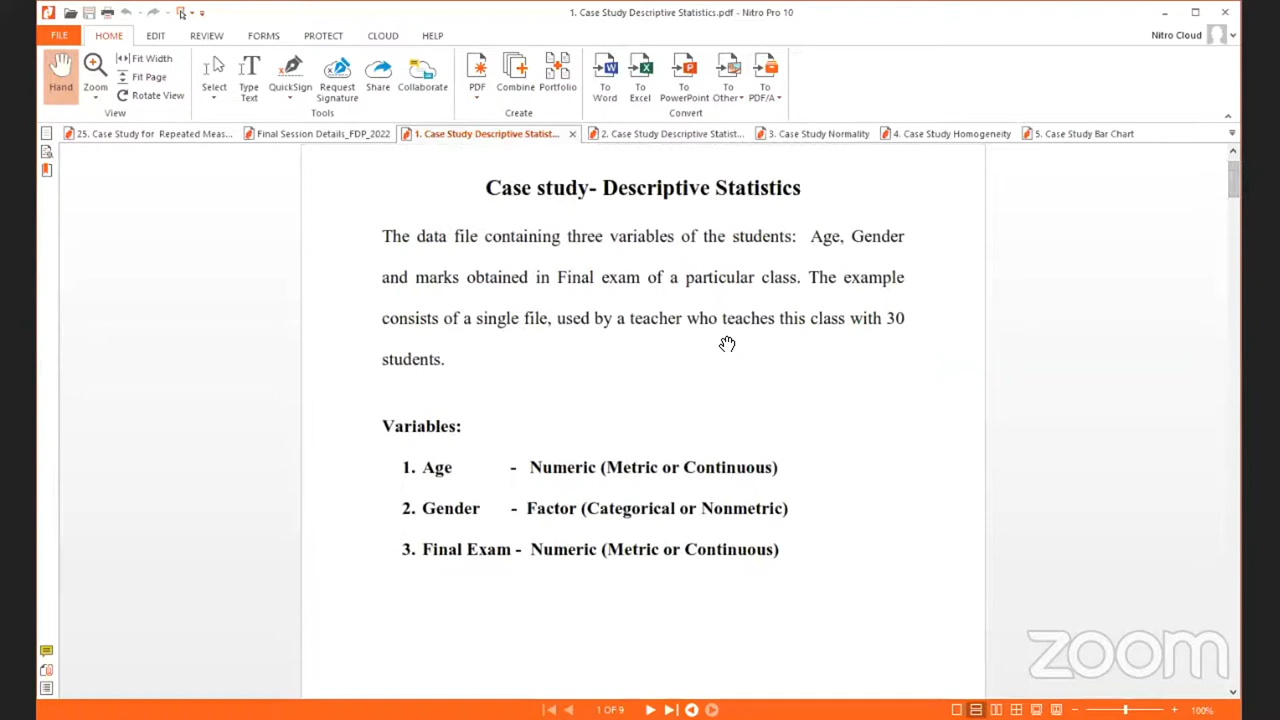 1. Case Study Descriptive Statistics.pdf - Nitro Pro 10
FILE HOME EDIT REVIEW FORMS PROTECT CLOUD HELP Nitro Cloud
Hand Zoom Fit Width Fit Page Rotate View Select Type Text QuickSign Request Signature Share Collaborate PDF Combine Portfolio To Word To Excel To PowerPoint To Other To PDF/A
View Tools Create Convert
25. Case Study for Repeated Meas... Final Session Details_FDP_2022 1. Case Study Descriptive Statist... 2. Case Study Descriptive Statist... 3. Case Study Normality 4. Case Study Homogeneity 5. Case Study Bar Chart
Case study- Descriptive Statistics
The data file containing three variables of the students: Age, Gender
and marks obtained in Final exam of a particular class. The example
consists of a single file, used by a teacher who teaches this class with 30
students.
Variables:
1. Age - Numeric (Metric or Continuous)
2. Gender - Factor (Categorical or Nonmetric)
3. Final Exam - Numeric (Metric or Continuous)
zoom
1 OF 9 100%